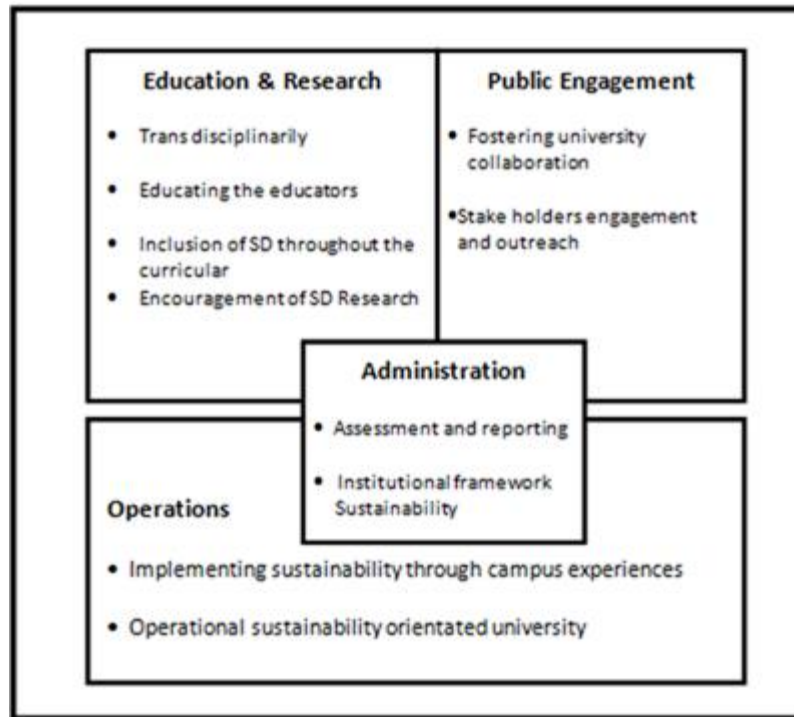 Education & Research
• Trans disciplinarily
• Educating the educators
• Inclusion of SD throughout the
curricular
• Encouragement of SD Research
Public Engagement
• Fostering university
collaboration
•Stake holders engagement
and outreach
Administration
• Assessment and reporting
• Institutional framework
Sustainability
Operations
• Implementing sustainability through campus experiences
• Operational sustainability orientated university